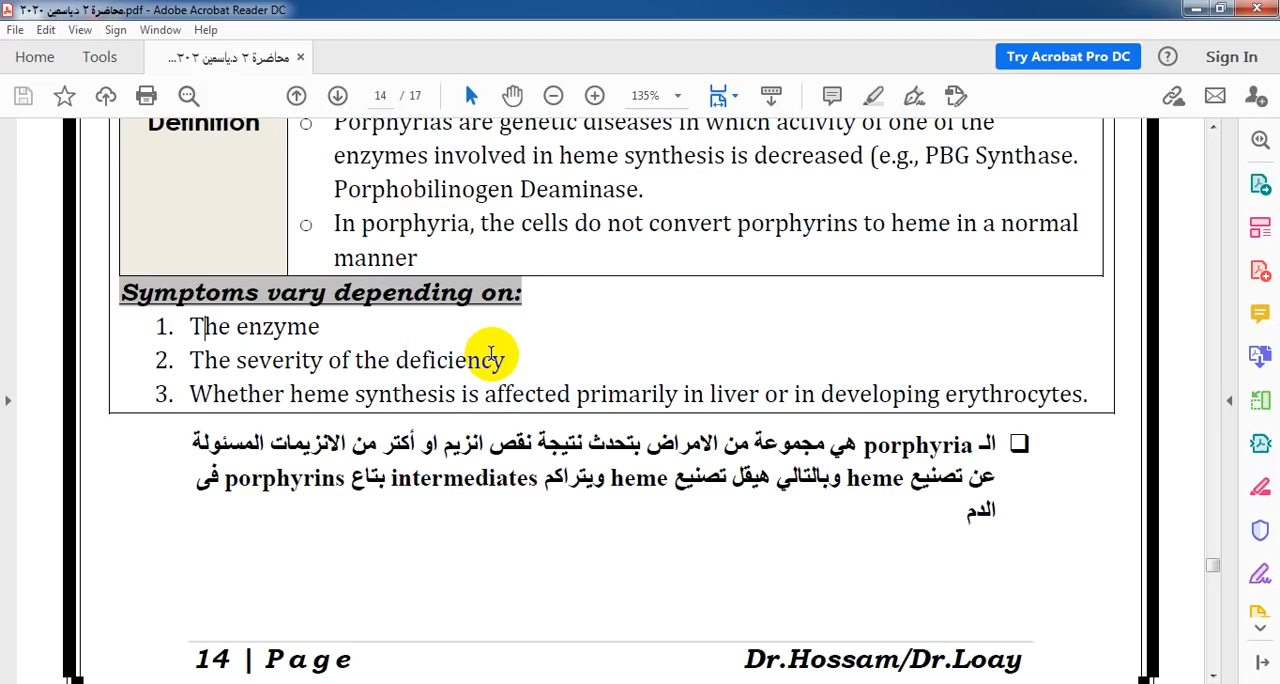 محاضرة ٢ د.ياسمين ٢٠٢٠.pdf - Adobe Acrobat Reader DC
File Edit View Sign Window Help
Home Tools محاضرة ٢ د.ياسمين ٢٠٢... × Try Acrobat Pro DC Sign In
14 / 17 135%
Definition
○ Porphyrias are genetic diseases in which activity of one of the
enzymes involved in heme synthesis is decreased (e.g., PBG Synthase.
Porphobilinogen Deaminase.
○ In porphyria, the cells do not convert porphyrins to heme in a normal
manner
Symptoms vary depending on:
1. The enzyme
2. The severity of the deficiency
3. Whether heme synthesis is affected primarily in liver or in developing erythrocytes.
الـ porphyria هي مجموعة من الامراض بتحدث نتيجة نقص انزيم او أكتر من الانزيمات المسئولة
عن تصنيع heme وبالتالي هيقل تصنيع heme ويتراكم intermediates بتاع porphyrins فى
الدم
14 | Page Dr.Hossam/Dr.Loay